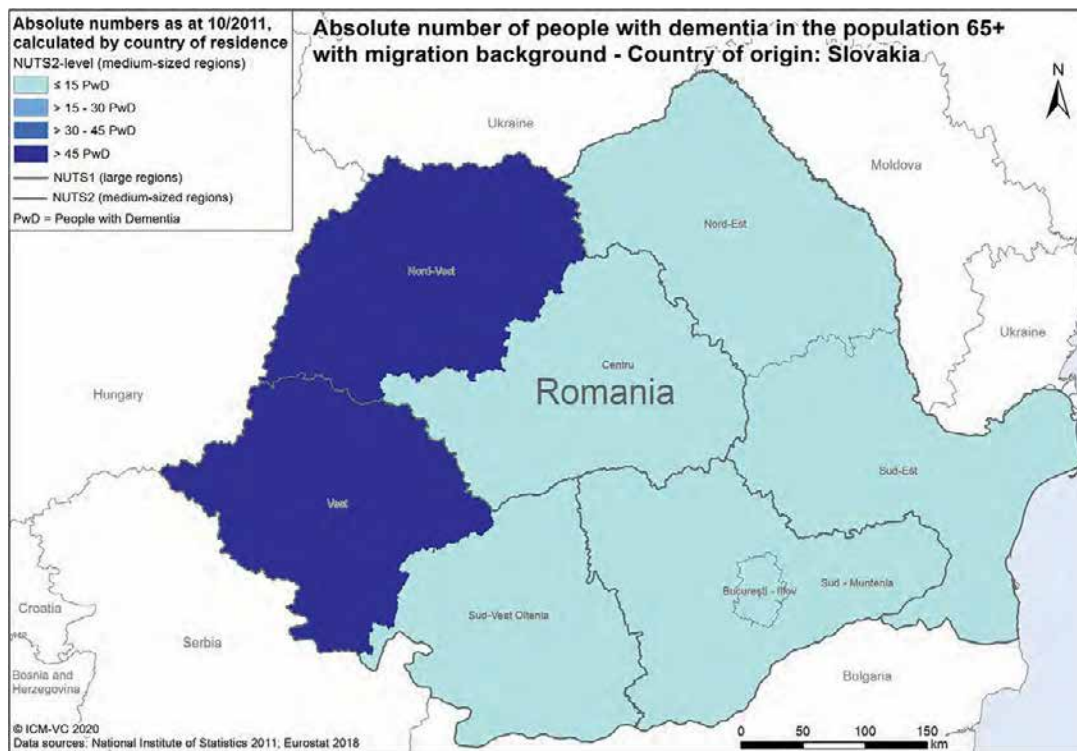 Absolute numbers as at 10/2011,
calculated by country of residence
NUTS2-level (medium-sized regions)
≤ 15 PwD
> 15 - 30 PwD
> 30 - 45 PwD
> 45 PwD
NUTS1 (large regions)
NUTS2 (medium-sized regions)
PwD = People with Dementia
Absolute number of people with dementia in the population 65+
with migration background - Country of origin: Slovakia
N
Ukraine
Moldova
Nord-Est
Nord-Vest
Ukraine
Centru
Romania
Hungary
Sud-Est
Vest
Bucureşti - Ilfov
Sud - Muntenia
Croatia
Sud-Vest Oltenia
Serbia
Bosnia and
Herzegovina
Bulgaria
© ICM-VC 2020
Data sources: National Institute of Statistics 2011; Eurostat 2018
0 50 100 150
km